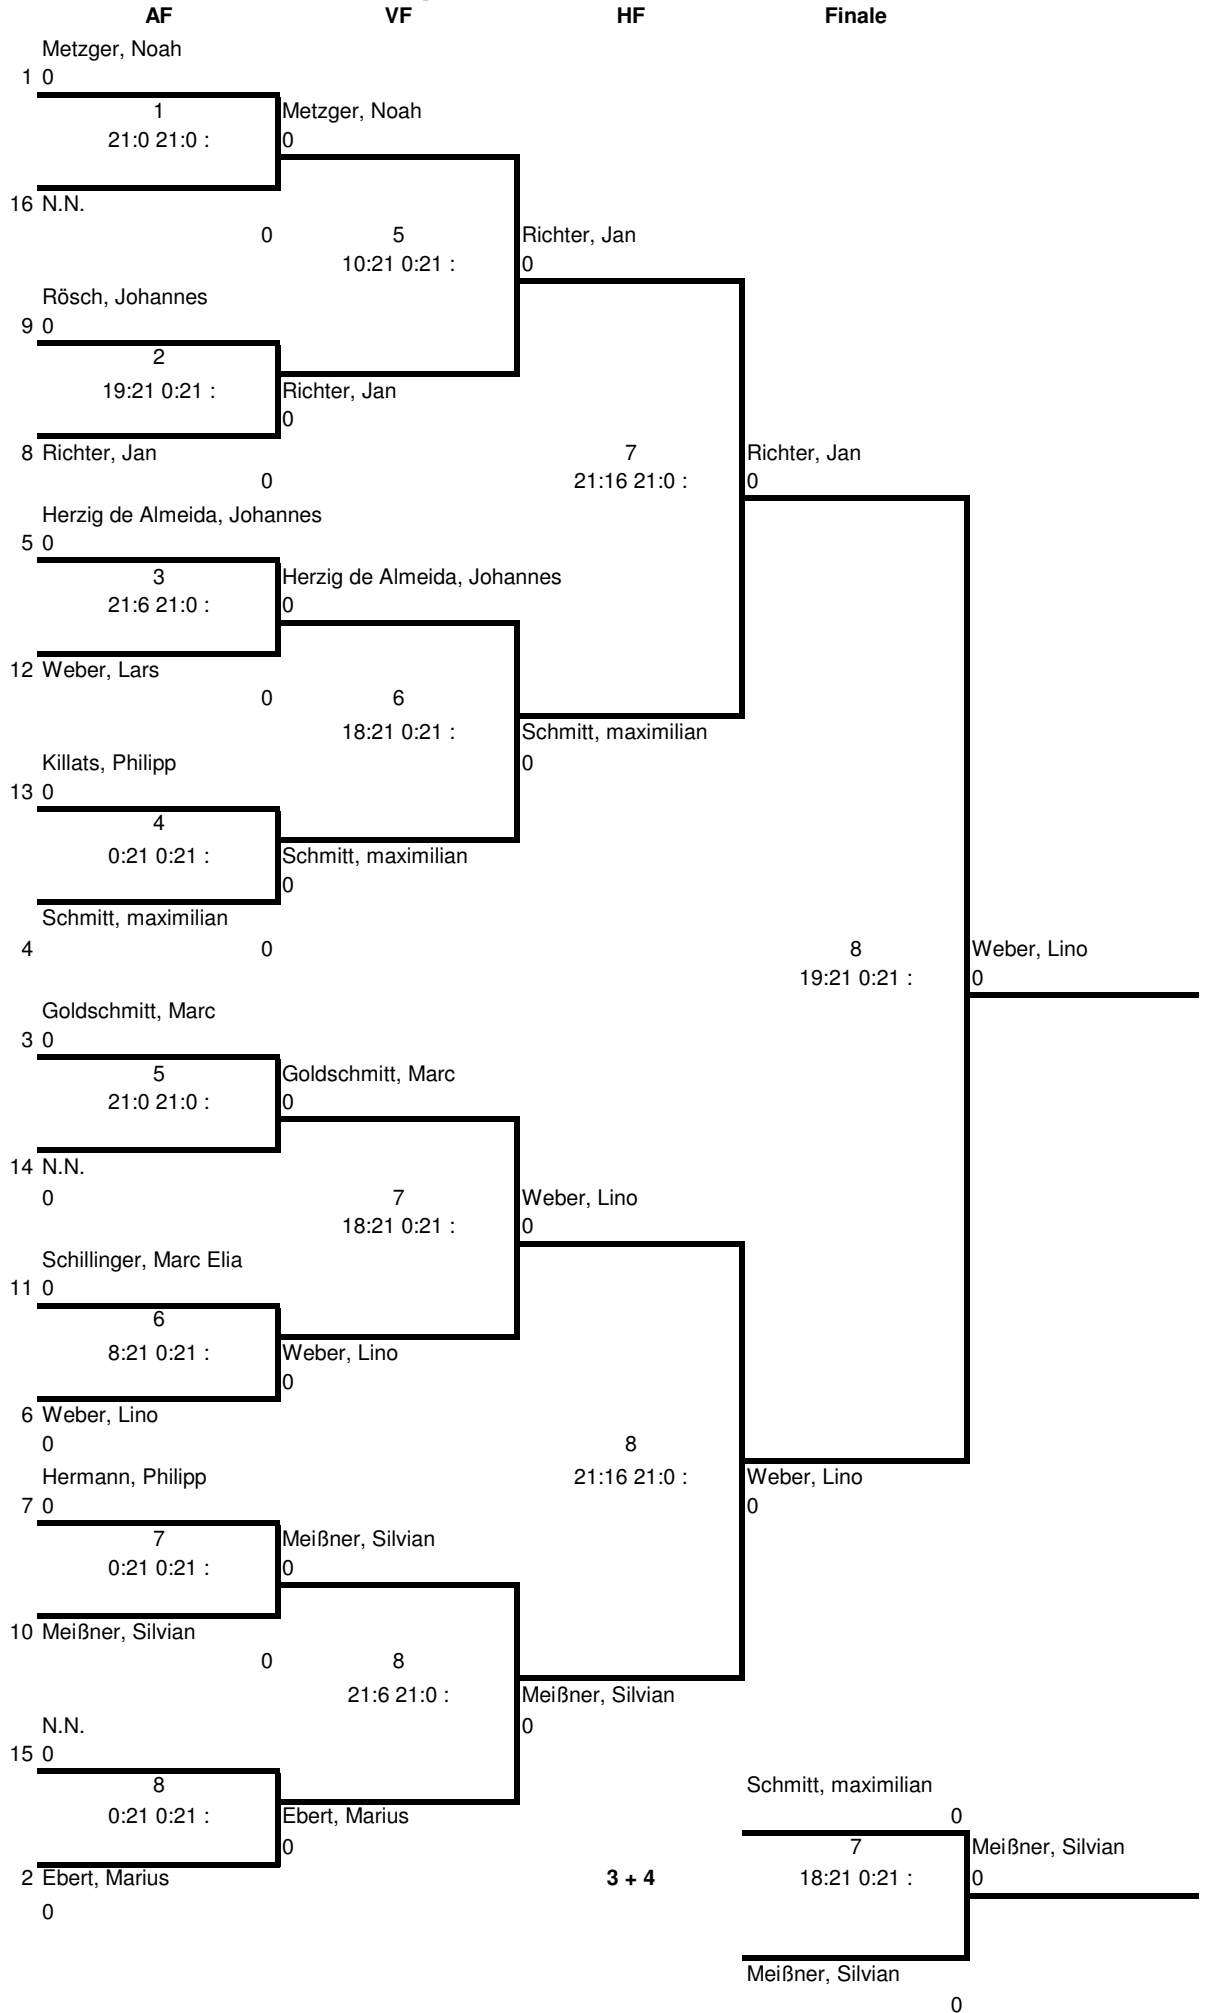 AF VF HF Finale
Metzger, Noah
1 0
1 Metzger, Noah
21:0 21:0 : 0
16 N.N.
0 5 Richter, Jan
10:21 0:21 : 0
Rösch, Johannes
9 0
2
19:21 0:21 : Richter, Jan
0
8 Richter, Jan 7 Richter, Jan
0 21:16 21:0 : 0
Herzig de Almeida, Johannes
5 0
3 Herzig de Almeida, Johannes
21:6 21:0 : 0
12 Weber, Lars
0 6
18:21 0:21 : Schmitt, maximilian
Killats, Philipp 0
13 0
4
0:21 0:21 : Schmitt, maximilian
0
Schmitt, maximilian
4 0 8 Weber, Lino
19:21 0:21 : 0
Goldschmitt, Marc
3 0
5 Goldschmitt, Marc
21:0 21:0 : 0
14 N.N.
0 7 Weber, Lino
18:21 0:21 : 0
Schillinger, Marc Elia
11 0
6
8:21 0:21 : Weber, Lino
0
6 Weber, Lino
0 8
Hermann, Philipp 21:16 21:0 : Weber, Lino
7 0 0
7 Meißner, Silvian
0:21 0:21 : 0
10 Meißner, Silvian
0 8
21:6 21:0 : Meißner, Silvian
N.N. 0
15 0
8 Schmitt, maximilian
0:21 0:21 : Ebert, Marius 0
0 7 Meißner, Silvian
2 Ebert, Marius 3 + 4 18:21 0:21 : 0
0
Meißner, Silvian
0